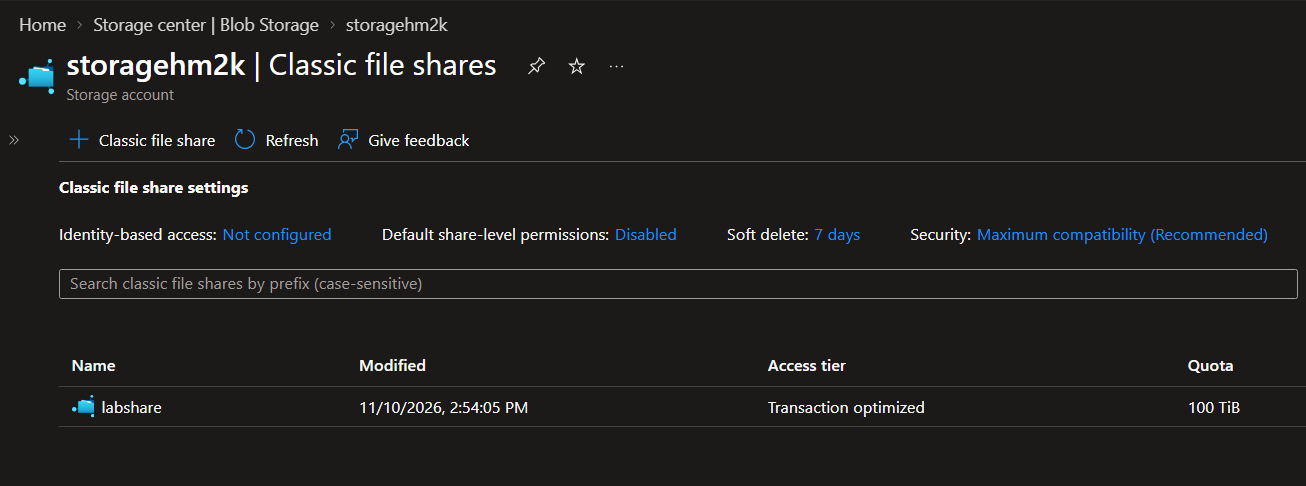 Home > Storage center | Blob Storage > storagehm2k
storagehm2k | Classic file shares
Storage account
Classic file share Refresh Give feedback
Classic file share settings
Identity-based access: Not configured Default share-level permissions: Disabled Soft delete: 7 days Security: Maximum compatibility (Recommended)
Search classic file shares by prefix (case-sensitive)
Name Modified Access tier Quota
labshare 11/10/2026, 2:54:05 PM Transaction optimized 100 TiB